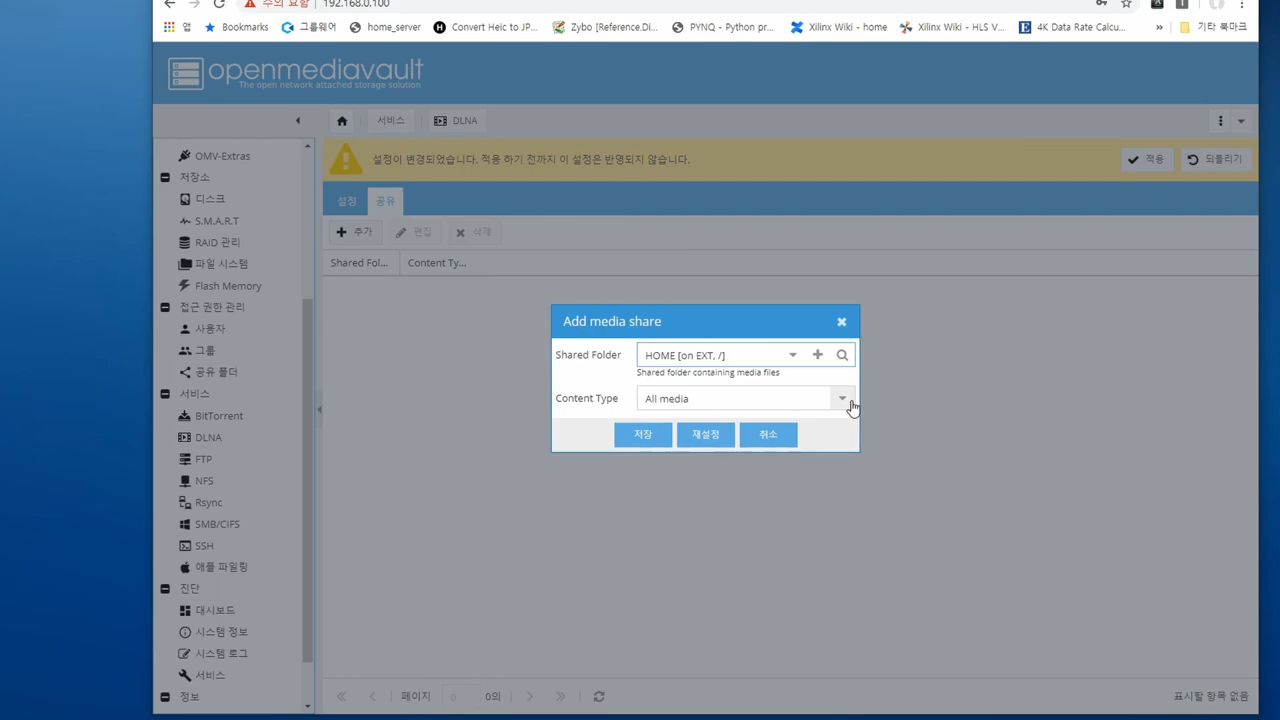 주의 요함
192.168.0.100
앱
Bookmarks
그룹웨어
home_server
Convert Heic to JP...
Zybo [Reference.Di...
PYNQ - Python pr...
Xilinx Wiki - home
Xilinx Wiki - HLS V...
4K Data Rate Calcu...
»
기타 북마크
openmediavault
The open network attached storage solution
서비스
DLNA
OMV-Extras
저장소
디스크
S.M.A.R.T
RAID 관리
파일 시스템
Flash Memory
접근 권한 관리
사용자
그룹
공유 폴더
서비스
BitTorrent
DLNA
FTP
NFS
Rsync
SMB/CIFS
SSH
애플 파일링
진단
대시보드
시스템 정보
시스템 로그
서비스
정보
설정이 변경되었습니다. 적용 하기 전까지 이 설정은 반영되지 않습니다.
적용
되돌리기
설정
공유
추가
편집
삭제
Shared Fol...
Content Ty...
Add media share
Shared Folder
HOME [on EXT, /]
Shared folder containing media files
Content Type
All media
저장
재설정
취소
페이지
0
0의
표시할 항목 없음